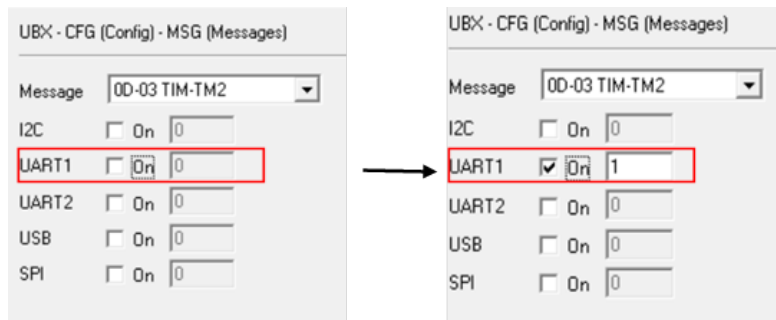 UBX - CFG (Config) - MSG (Messages)
Message 0D-03 TIM-TM2
I2C On 0
UART1 On 0
UART2 On 0
USB On 0
SPI On 0
UBX - CFG (Config) - MSG (Messages)
Message 0D-03 TIM-TM2
I2C On 0
UART1 On 1
UART2 On 0
USB On 0
SPI On 0